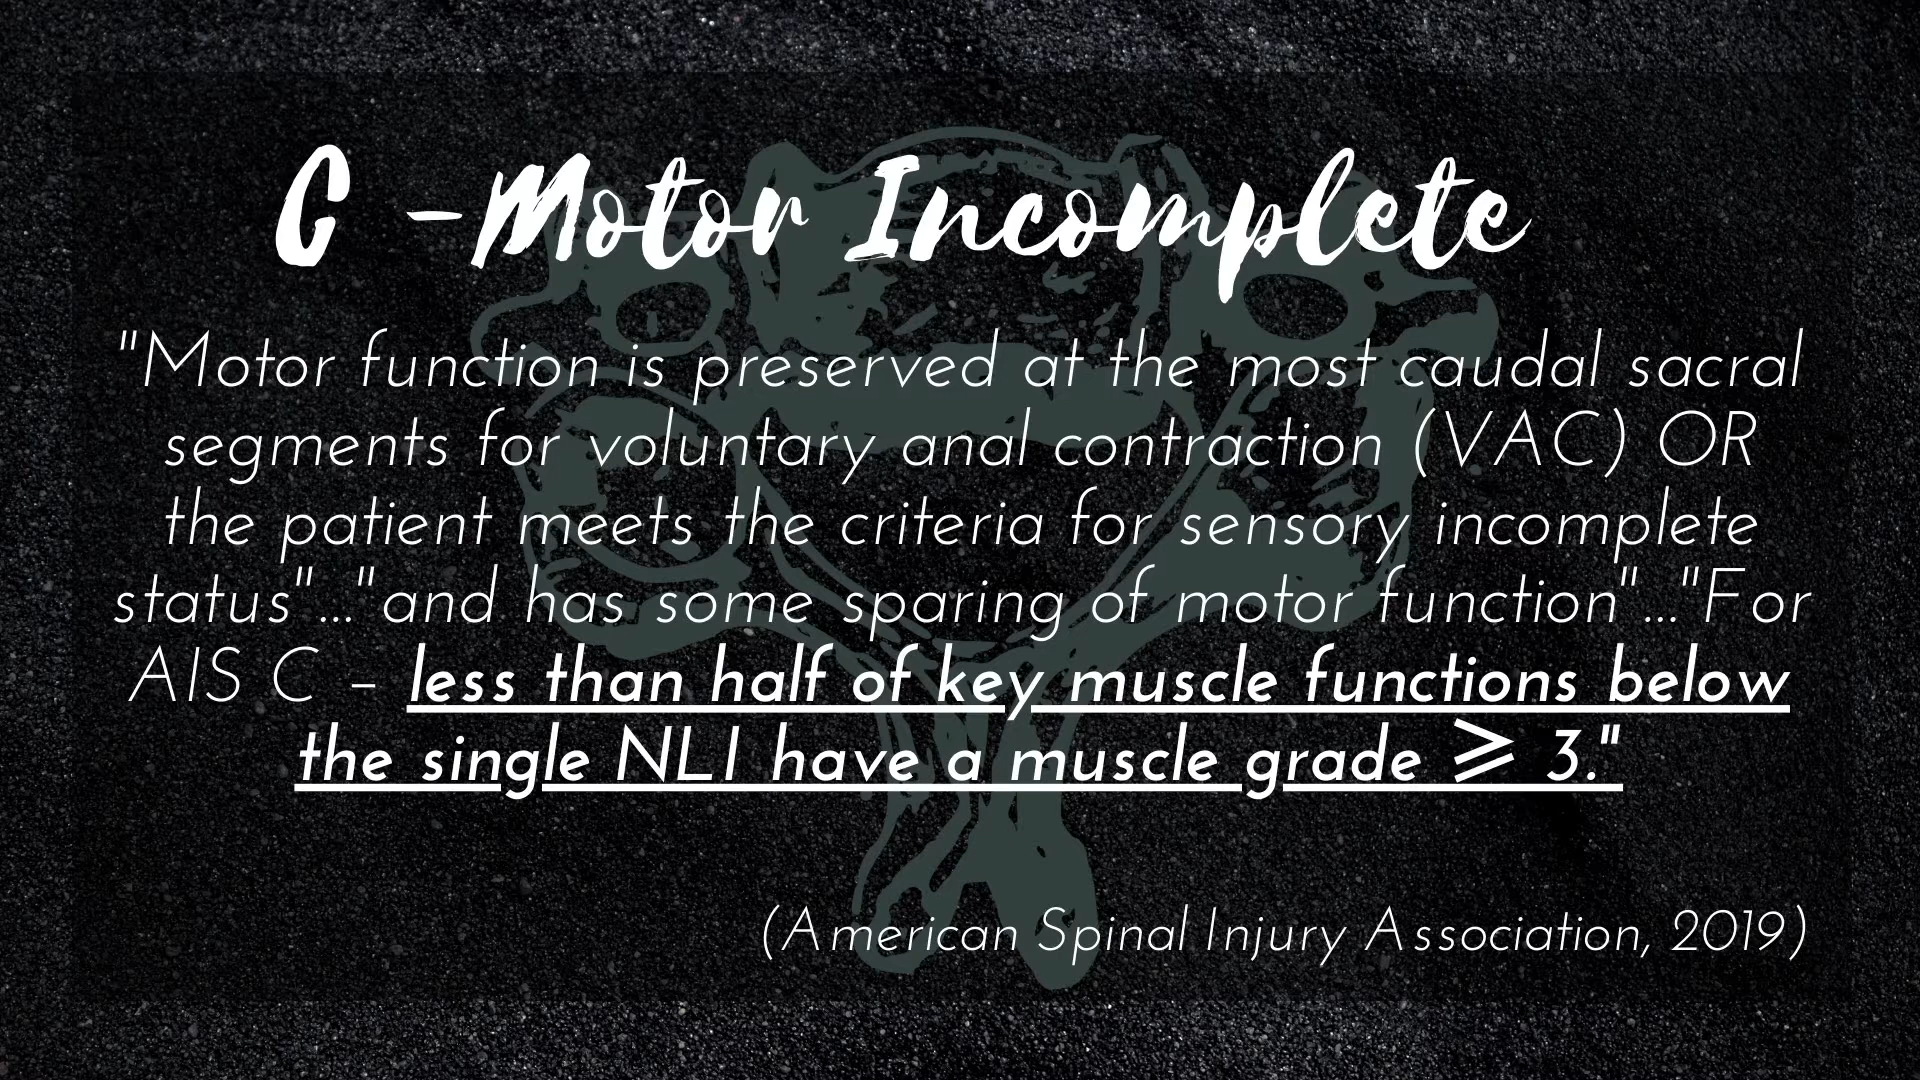 C - Motor Incomplete
"Motor function is preserved at the most caudal sacral
segments for voluntary anal contraction (VAC) OR
the patient meets the criteria for sensory incomplete
status"..."and has some sparing of motor function"..."For
AIS C – less than half of key muscle functions below
the single NLI have a muscle grade ⩾ 3."
(American Spinal Injury Association, 2019)